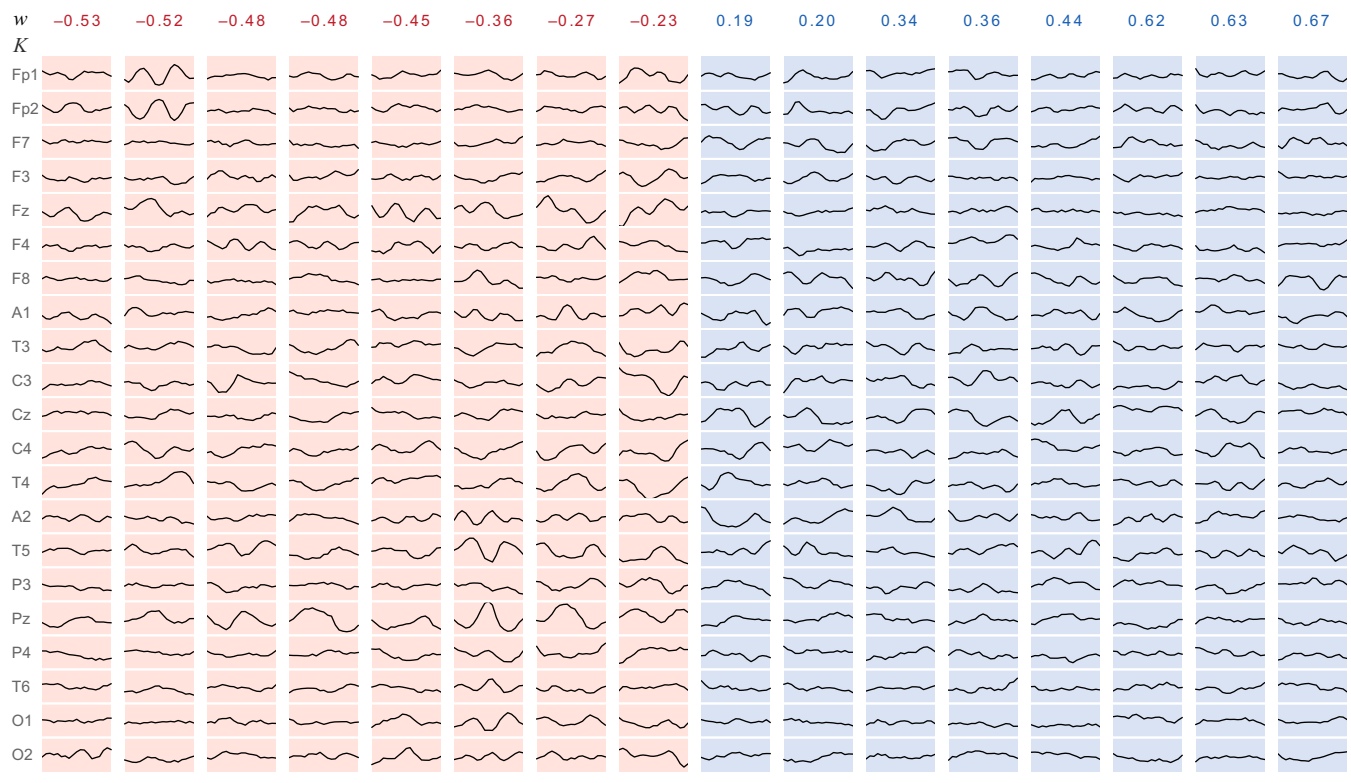 w −0.53 −0.52 −0.48 −0.48 −0.45 −0.36 −0.27 −0.23 0.19 0.20 0.34 0.36 0.44 0.62 0.63 0.67
K
Fp1
Fp2
F7
F3
Fz
F4
F8
A1
T3
C3
Cz
C4
T4
A2
T5
P3
Pz
P4
T6
O1
O2